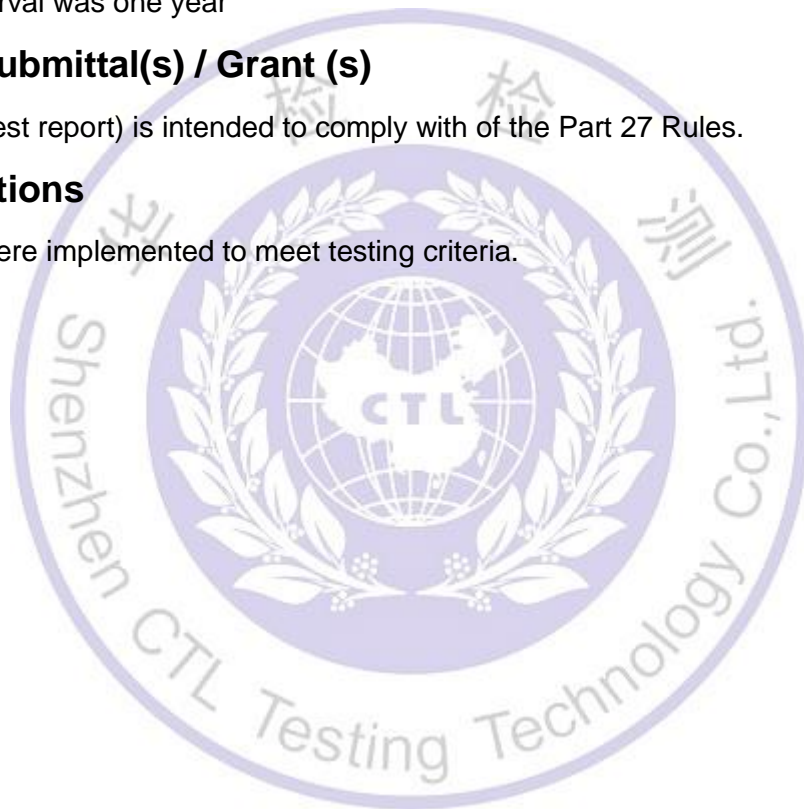 rval was one year
ubmittal(s) / Grant (s)
est report) is intended to comply with of the Part 27 Rules.
tions
ere implemented to meet testing criteria.
华检检测
CTL
Shenzhen CTL Testing Technology Co.,Ltd.